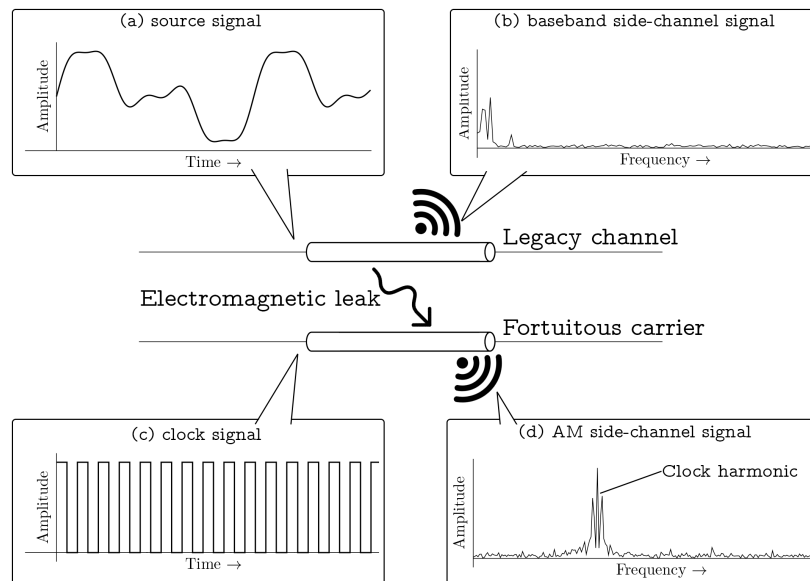 (a) source signal
Amplitude
Time →
(b) baseband side-channel signal
Amplitude
Frequency →
Legacy channel
Electromagnetic leak
Fortuitous carrier
(c) clock signal
Amplitude
Time →
(d) AM side-channel signal
Clock harmonic
Amplitude
Frequency →